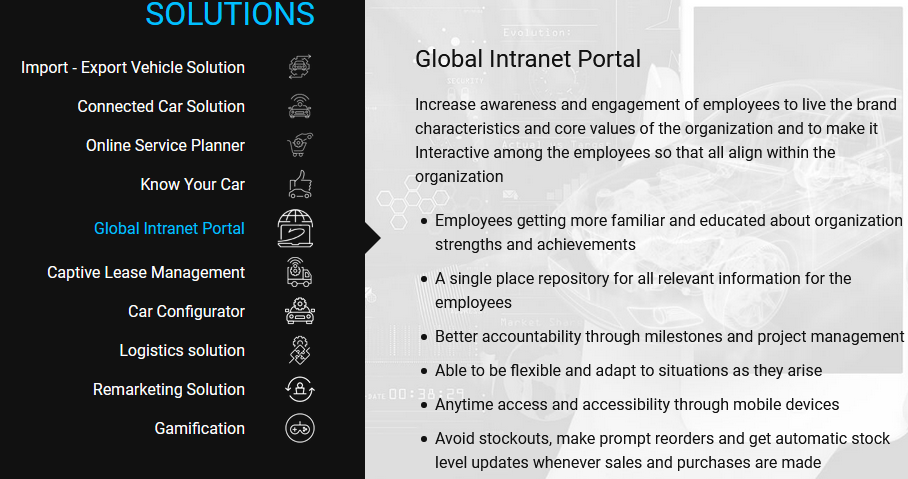 SOLUTIONS
Import - Export Vehicle Solution
Connected Car Solution
Online Service Planner
Know Your Car
Global Intranet Portal
Captive Lease Management
Car Configurator
Logistics solution
Remarketing Solution
Gamification
Evolution:
SECURITY
Global Intranet Portal
Increase awareness and engagement of employees to live the brand
characteristics and core values of the organization and to make it
Interactive among the employees so that all align within the
organization
Employees getting more familiar and educated about organization
strengths and achievements
A single place repository for all relevant information for the
employees
Better accountability through milestones and project management
Able to be flexible and adapt to situations as they arise
00:38:29
Anytime access and accessibility through mobile devices
Avoid stockouts, make prompt reorders and get automatic stock
level updates whenever sales and purchases are made